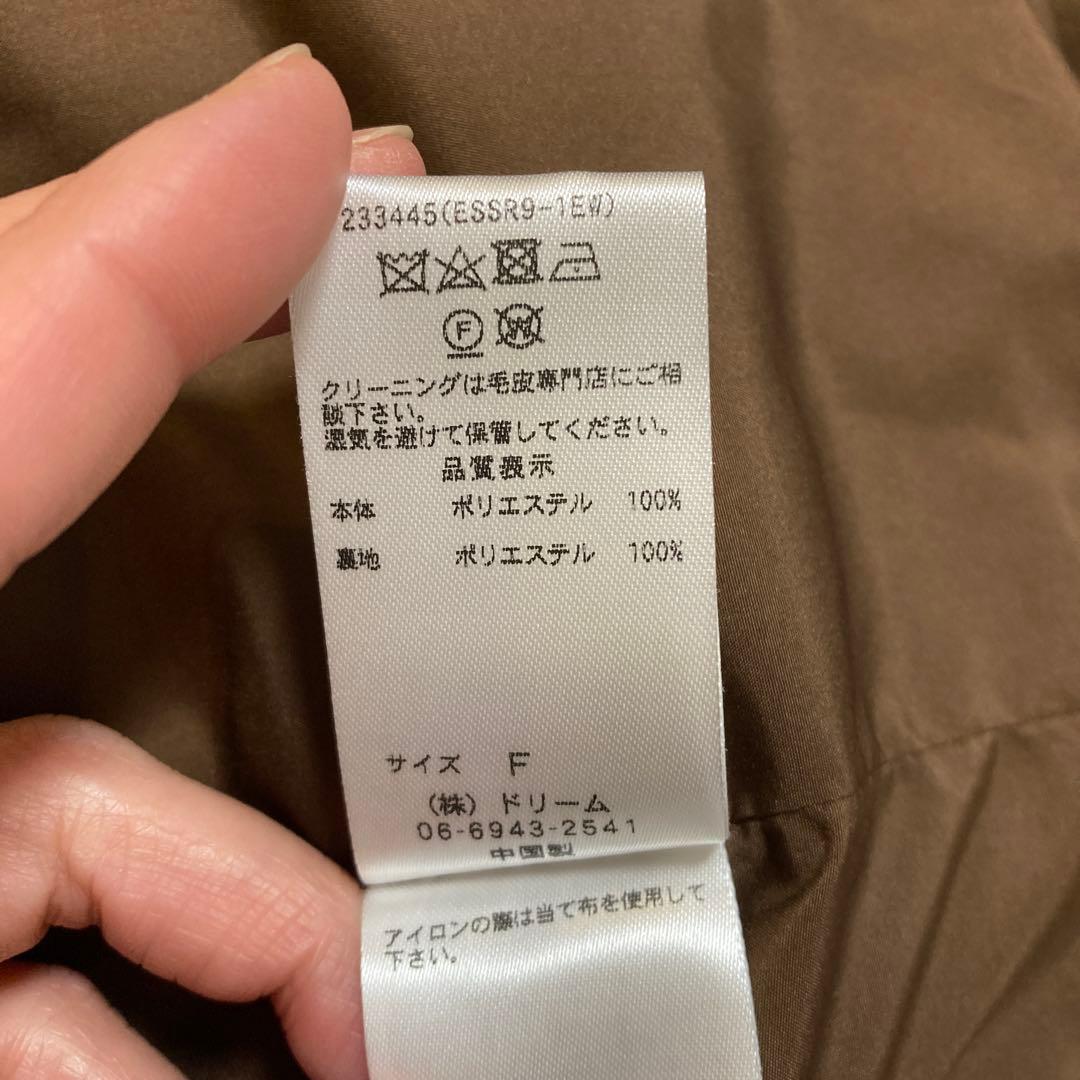 233445(ESSR9-1EW)
F W
クリーニングは毛皮専門店にご相
談下さい。
湿気を避けて保管してください。
品質表示
本体 ポリエステル 100%
裏地 ポリエステル 100%
サイズ F
(株)ドリーム
06-6943-2541
中国製
アイロンの際は当て布を使用して
下さい。